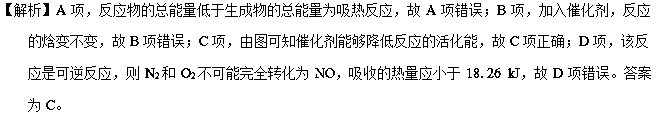 【解析】A 项，反应物的总能量低于生成物的总能量为吸热反应，故 A 项错误；B 项，加入催化剂，反应
的焓变不变，故 B 项错误；C 项，由图可知催化剂能够降低反应的活化能，故 C 项正确；D 项，该反
应是可逆反应，则 N2 和 O2 不可能完全转化为 NO，吸收的热量应小于 18.26 kJ，故 D 项错误。答案
为 C。